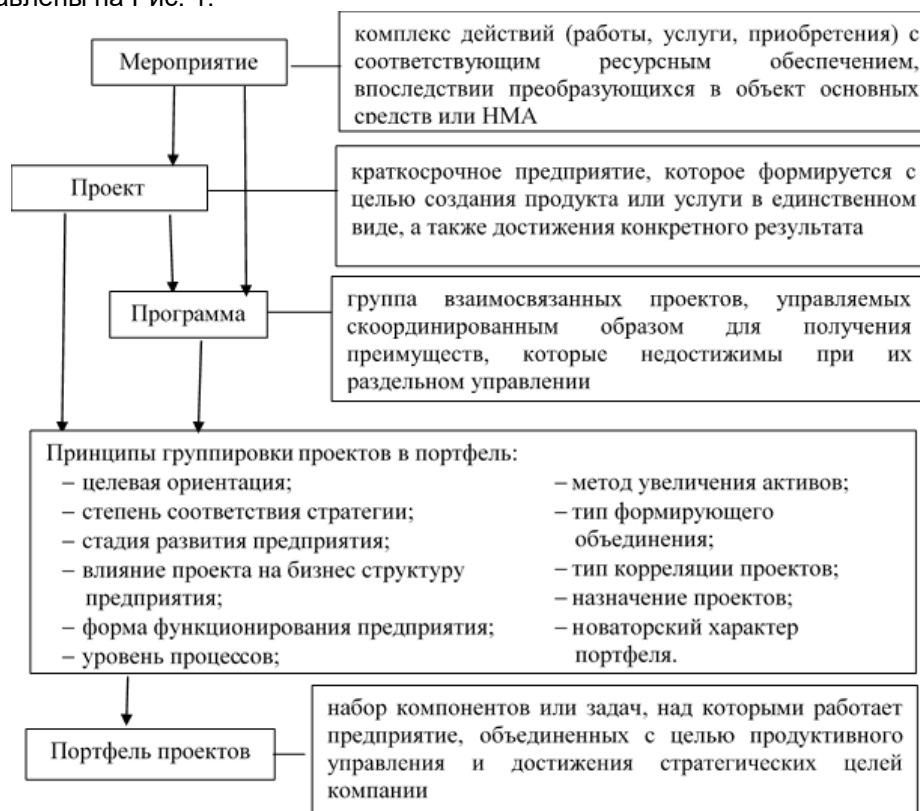 авлены на Рис. 1.
Мероприятие
комплекс действий (работы, услуги, приобретения) с
соответствующим ресурсным обеспечением,
впоследствии преобразующихся в объект основных
средств или НМА
Проект
краткосрочное предприятие, которое формируется с
целью создания продукта или услуги в единственном
виде, а также достижения конкретного результата
Программа
группа взаимосвязанных проектов, управляемых
скоординированным образом для получения
преимуществ, которые недостижимы при их
раздельном управлении
Принципы группировки проектов в портфель:
– целевая ориентация;
– степень соответствия стратегии;
– стадия развития предприятия;
– влияние проекта на бизнес структуру
предприятия;
– форма функционирования предприятия;
– уровень процессов;
– метод увеличения активов;
– тип формирующего
объединения;
– тип корреляции проектов;
– назначение проектов;
– новаторский характер
портфеля.
Портфель проектов
набор компонентов или задач, над которыми работает
предприятие, объединенных с целью продуктивного
управления и достижения стратегических целей
компании